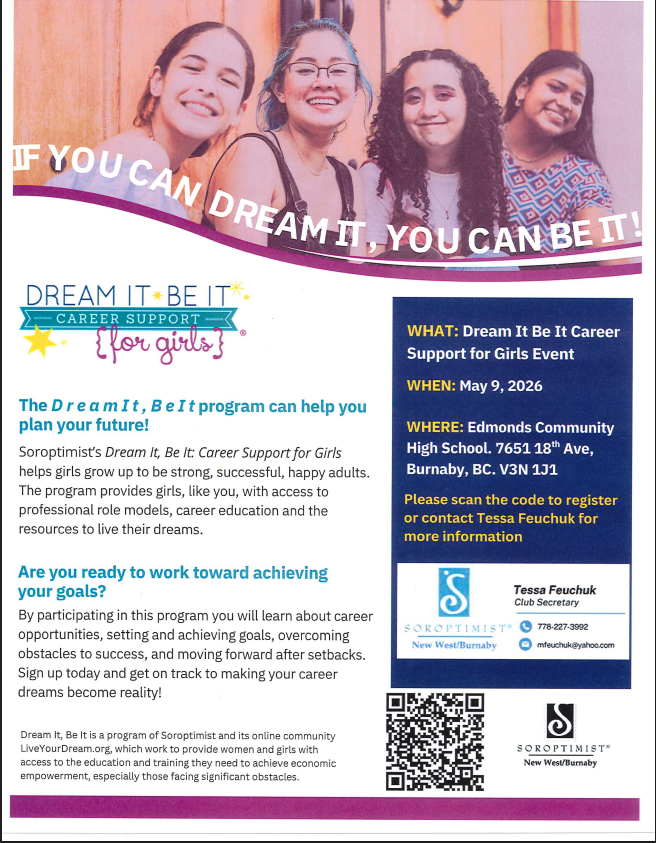 IF YOU CAN DREAM IT, YOU CAN BE IT!
DREAM IT BE IT
CAREER SUPPORT
{for girls}®
The DreamIt, BeIt program can help you
plan your future!
Soroptimist's Dream It, Be It: Career Support for Girls
helps girls grow up to be strong, successful, happy adults.
The program provides girls, like you, with access to
professional role models, career education and the
resources to live their dreams.
Are you ready to work toward achieving
your goals?
By participating in this program you will learn about career
opportunities, setting and achieving goals, overcoming
obstacles to success, and moving forward after setbacks.
Sign up today and get on track to making your career
dreams become reality!
Dream It, Be It is a program of Soroptimist and its online community
LiveYourDream.org, which work to provide women and girls with
access to the education and training they need to achieve economic
empowerment, especially those facing significant obstacles.
WHAT: Dream It Be It Career
Support for Girls Event
WHEN: May 9, 2026
WHERE: Edmonds Community
High School. 7651 18th Ave,
Burnaby, BC. V3N 1J1
Please scan the code to register
or contact Tessa Feuchuk for
more information
SOROPTIMIST®
New West/Burnaby
Tessa Feuchuk
Club Secretary
778-227-3992
mfeuchuk@yahoo.com
SOROPTIMIST®
New West/Burnaby